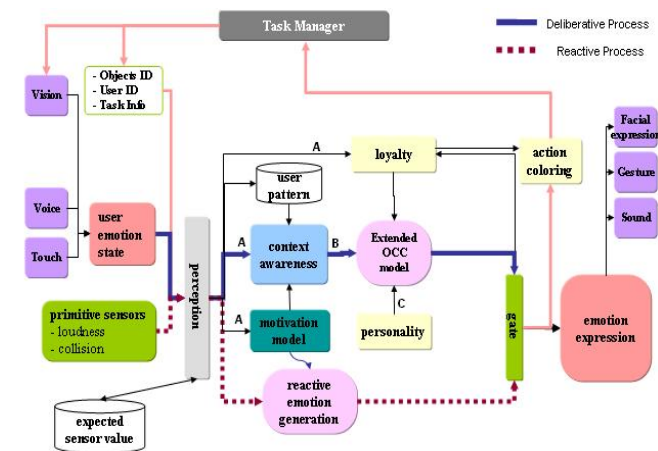 Task Manager
Deliberative Process
Reactive Process
- Objects ID
- User ID
- Task Info
Vision
Voice
Touch
user
emotion
state
primitive sensors
- loudness
- collision
expected
sensor value
perception
A
user
pattern
A
context
awareness
B
A
motivation
model
reactive
emotion
generation
loyalty
Extended
OCC
model
C
personality
action
coloring
gate
emotion
expression
Facial
expression
Gesture
Sound